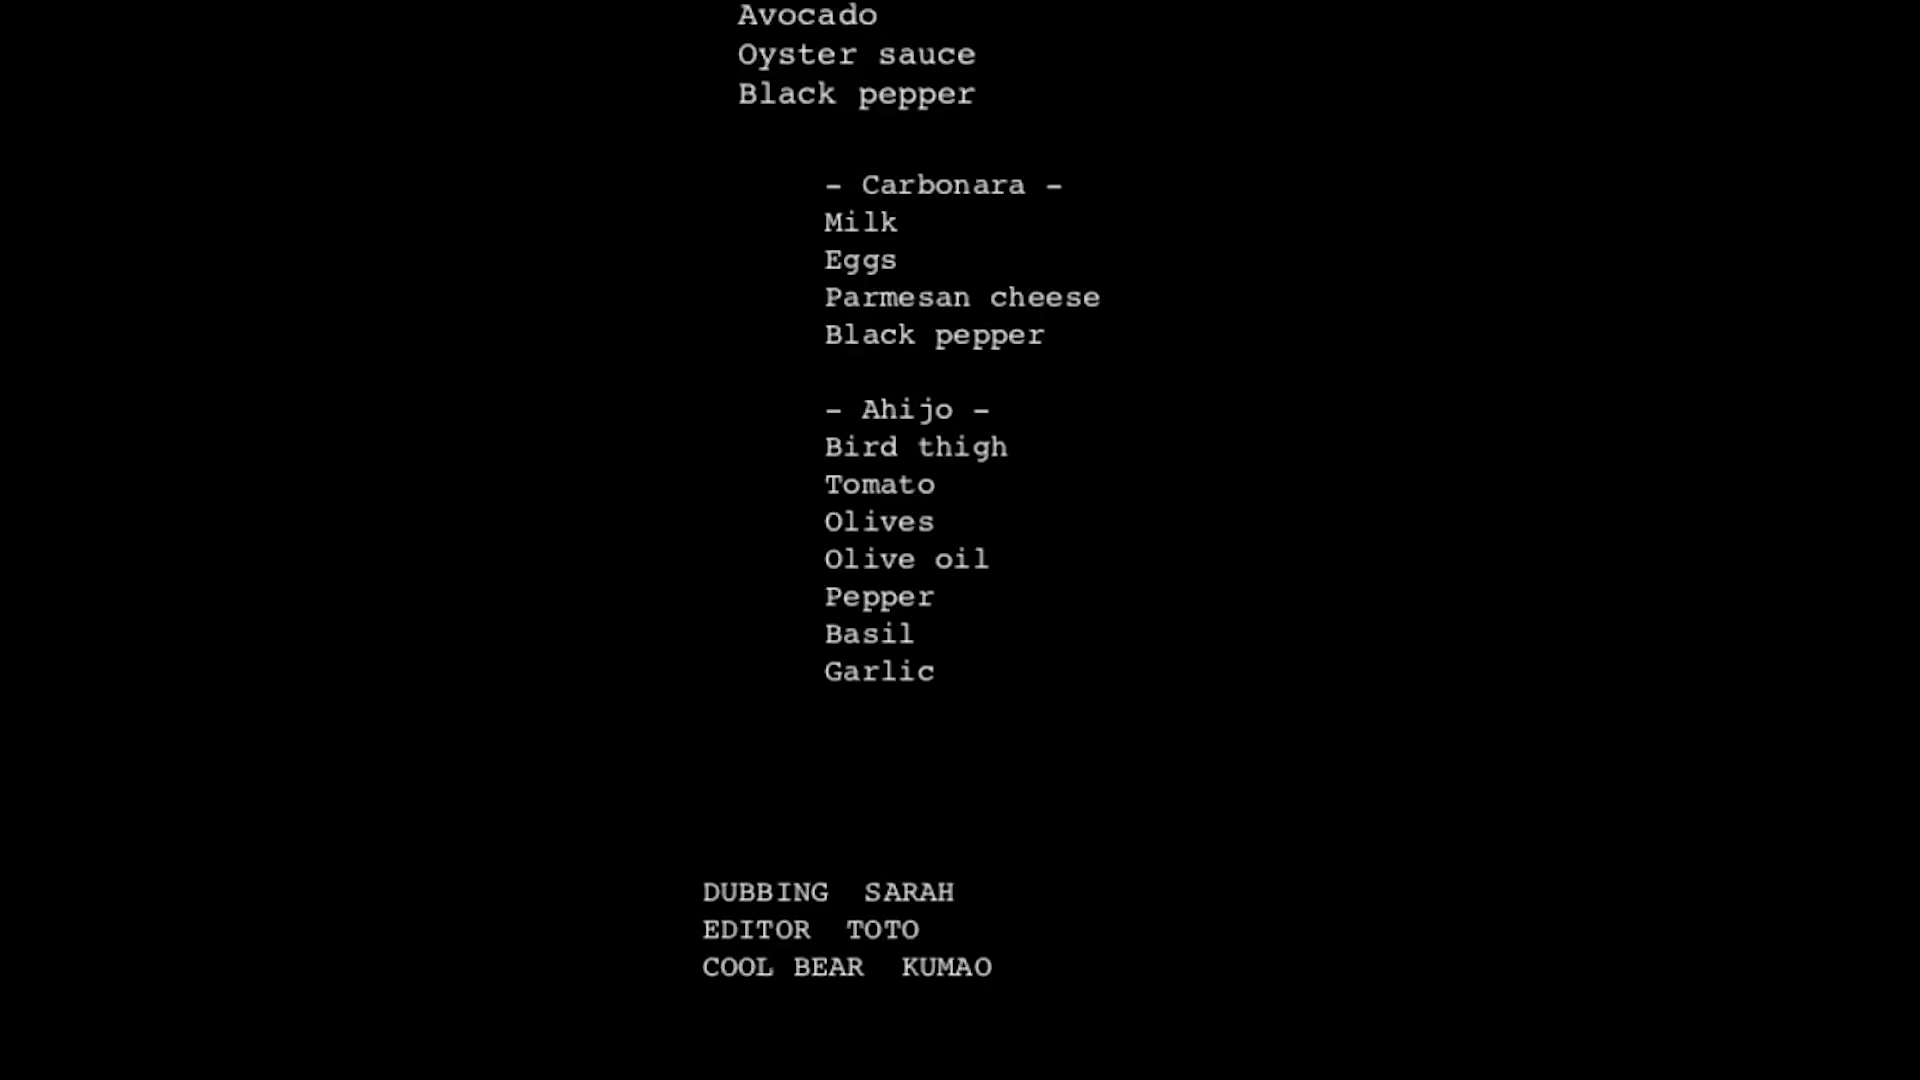 Avocado
Oyster sauce
Black pepper
- Carbonara -
Milk
Eggs
Parmesan cheese
Black pepper
- Ahijo -
Bird thigh
Tomato
Olives
Olive oil
Pepper
Basil
Garlic
DUBBING  SARAH
EDITOR  TOTO
COOL BEAR  KUMAO